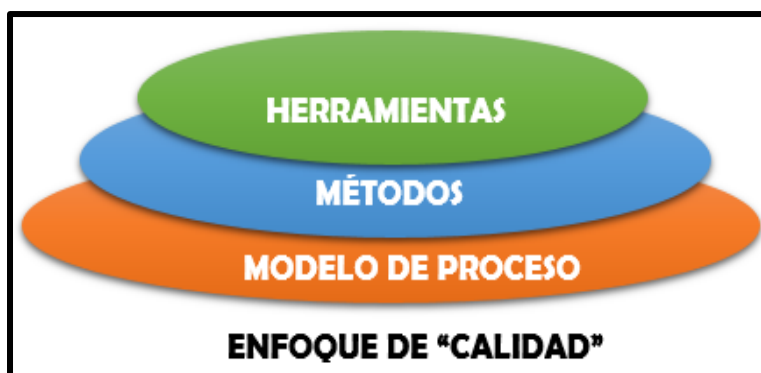 HERRAMIENTAS
MÉTODOS
MODELO DE PROCESO
ENFOQUE DE “CALIDAD”